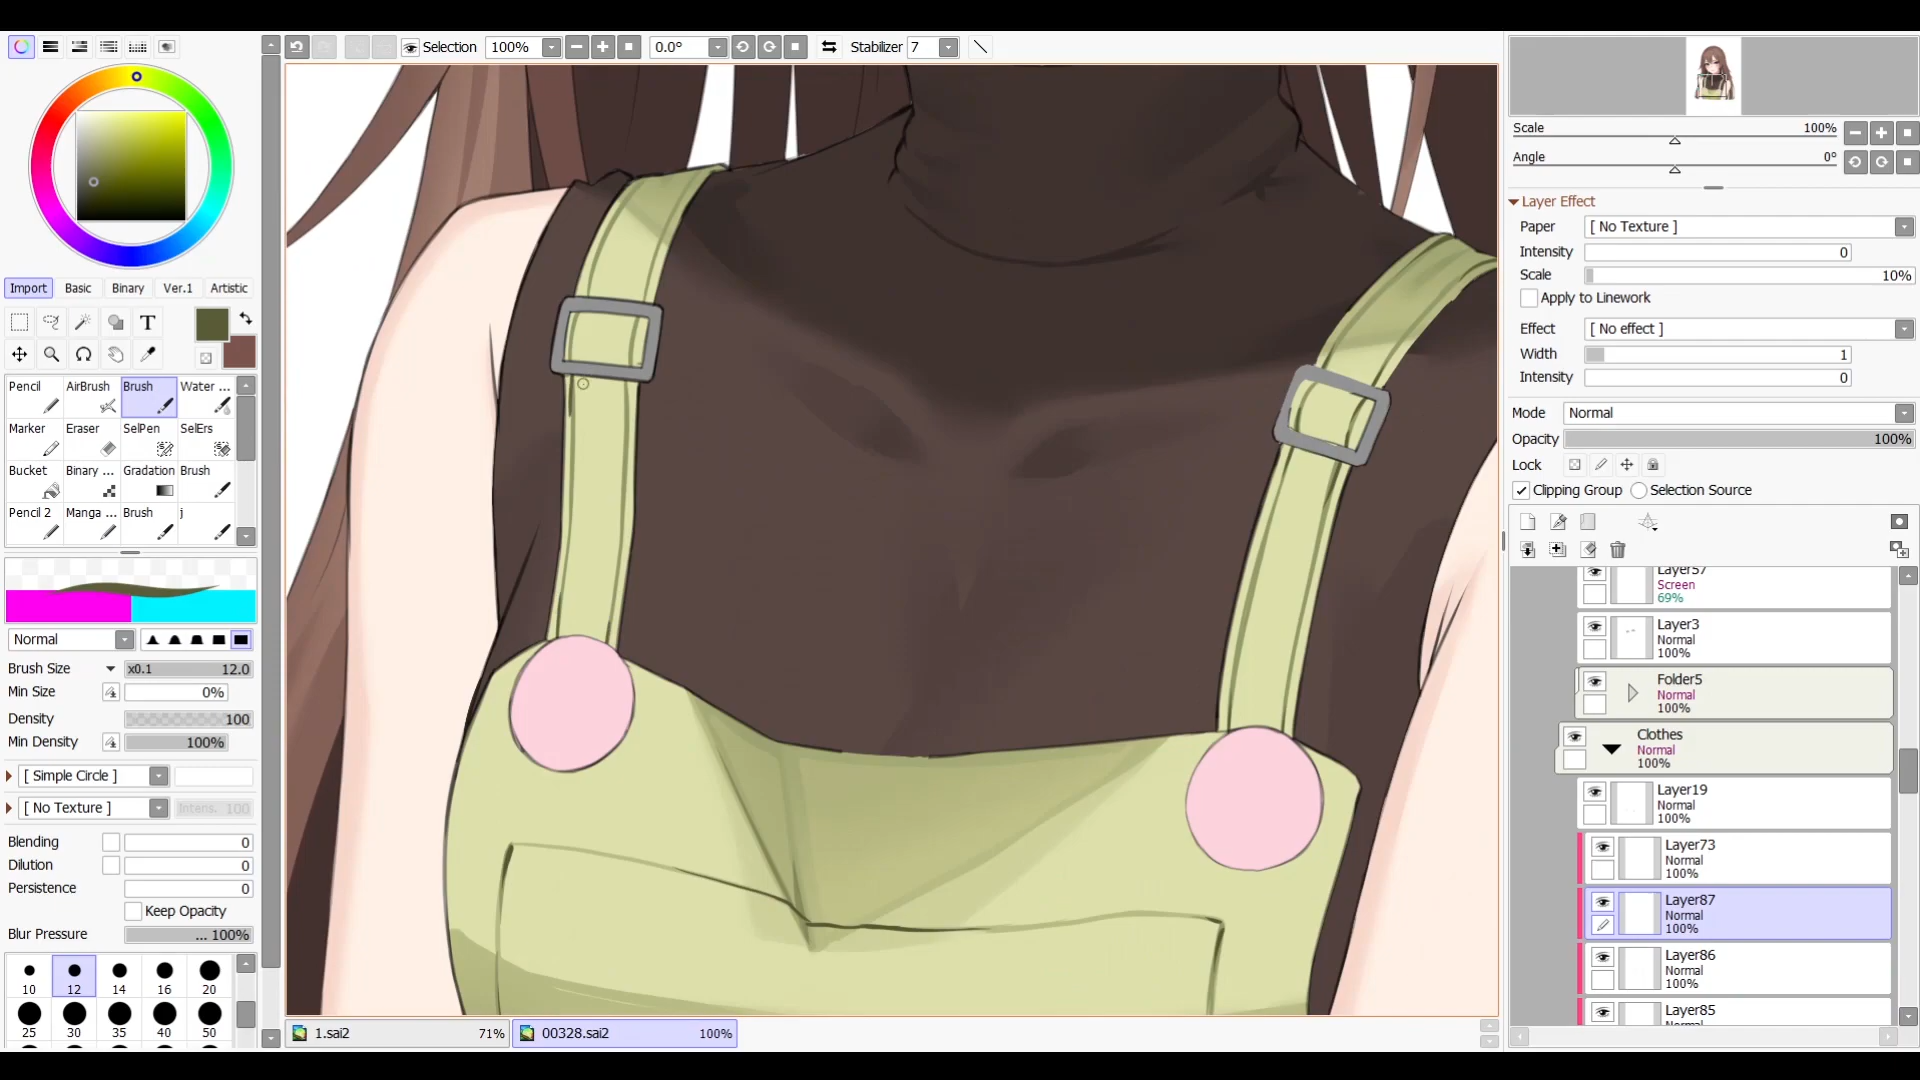 Selection 100% 0.0° Stabilizer 7
Import Basic Binary Ver.1 Artistic
T
Pencil AirBrush Brush Water ...
Marker Eraser SelPen SelErs
Bucket Binary ... Gradation Brush
Pencil 2 Manga ... Brush j
Normal
Brush Size x0.1 12.0
Min Size 0%
Density 100
Min Density 100%
[ Simple Circle ]
[ No Texture ] Intens. 100
Blending 0
Dilution 0
Persistence 0
Keep Opacity
Blur Pressure ... 100%
10 12 14 16 20
25 30 35 40 50
1.sai2 71% 00328.sai2 100%
Scale 100%
Angle 0°
Layer Effect
Paper [ No Texture ]
Intensity 0
Scale 10%
Apply to Linework
Effect [ No effect ]
Width 1
Intensity 0
Mode Normal
Opacity 100%
Lock
Clipping Group Selection Source
Layer57
Screen
69%
Layer3
Normal
100%
Folder5
Normal
100%
Clothes
Normal
100%
Layer19
Normal
100%
Layer73
Normal
100%
Layer87
Normal
100%
Layer86
Normal
100%
Layer85
Normal